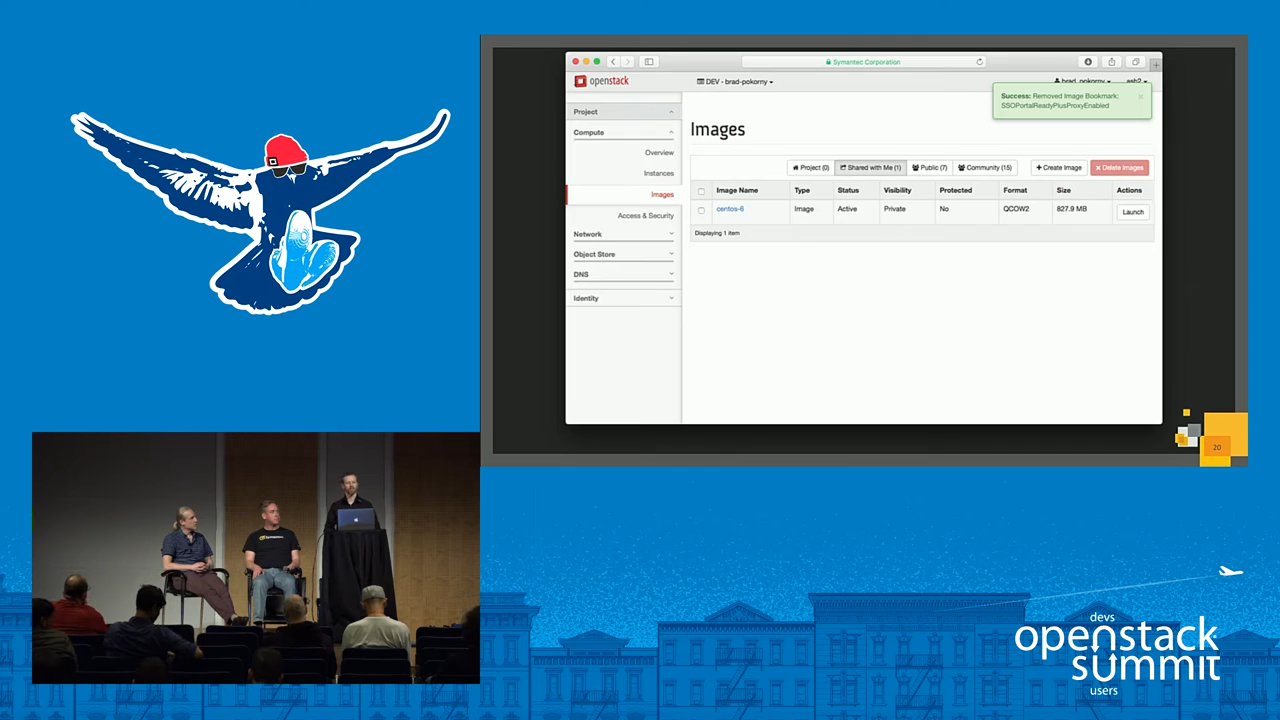 Symantec Corporation
openstack
DEV - brad-pokorny
brad_pokorny
ash2
Success: Removed Image Bookmark:
SSOPortalReadyPlusProxyEnabled
Project
Compute
Overview
Instances
Images
Access & Security
Network
Object Store
DNS
Identity
Images
Project (0)
Shared with Me (1)
Public (7)
Community (15)
Create Image
Delete Images
Image Name
Type
Status
Visibility
Protected
Format
Size
Actions
centos-6
Image
Active
Private
No
QCOW2
827.9 MB
Launch
Displaying 1 item
20
devs
openstack
summit
users